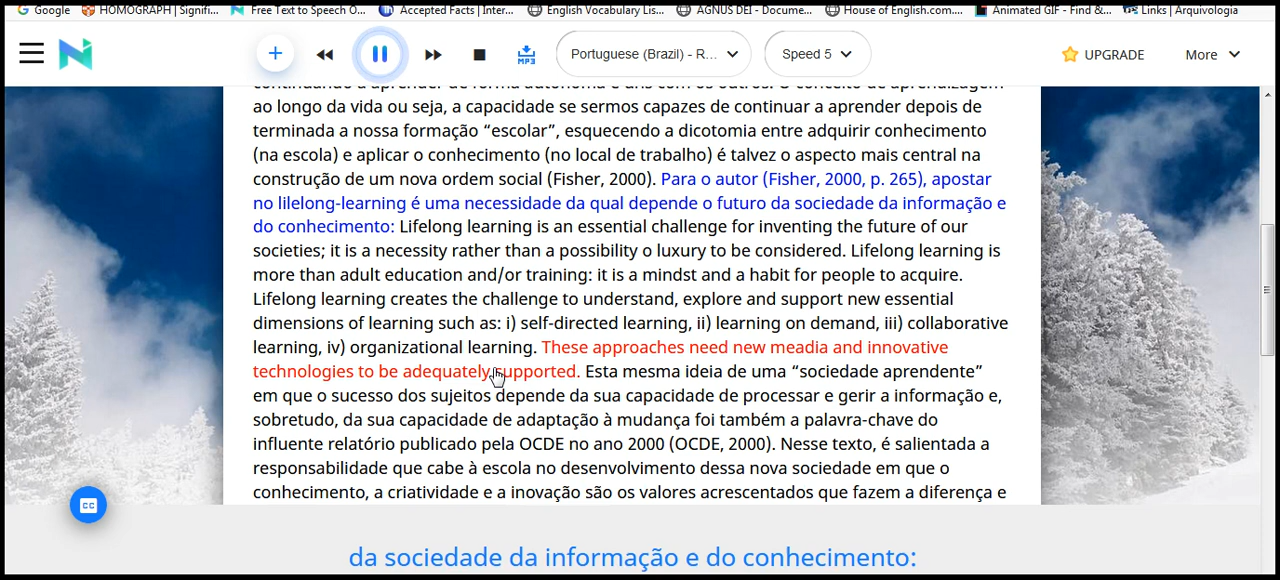 Google HOMOGRAPH | Signifi... Free Text to Speech O... Accepted Facts | Inter... English Vocabulary Lis... AGNUS DEI - Docume... House of English.com.... Animated GIF - Find &... Links | Arquivologia
MP3 Portuguese (Brazil) - R... Speed 5 UPGRADE More
ao longo da vida ou seja, a capacidade se sermos capazes de continuar a aprender depois de
terminada a nossa formação “escolar”, esquecendo a dicotomia entre adquirir conhecimento
(na escola) e aplicar o conhecimento (no local de trabalho) é talvez o aspecto mais central na
construção de um nova ordem social (Fisher, 2000). Para o autor (Fisher, 2000, p. 265), apostar
no lilelong-learning é uma necessidade da qual depende o futuro da sociedade da informação e
do conhecimento: Lifelong learning is an essential challenge for inventing the future of our
societies; it is a necessity rather than a possibility o luxury to be considered. Lifelong learning is
more than adult education and/or training: it is a mindst and a habit for people to acquire.
Lifelong learning creates the challenge to understand, explore and support new essential
dimensions of learning such as: i) self-directed learning, ii) learning on demand, iii) collaborative
learning, iv) organizational learning. These approaches need new meadia and innovative
technologies to be adequately supported. Esta mesma ideia de uma “sociedade aprendente”
em que o sucesso dos sujeitos depende da sua capacidade de processar e gerir a informação e,
sobretudo, da sua capacidade de adaptação à mudança foi também a palavra-chave do
influente relatório publicado pela OCDE no ano 2000 (OCDE, 2000). Nesse texto, é salientada a
responsabilidade que cabe à escola no desenvolvimento dessa nova sociedade em que o
conhecimento, a criatividade e a inovação são os valores acrescentados que fazem a diferença e
CC
da sociedade da informação e do conhecimento: